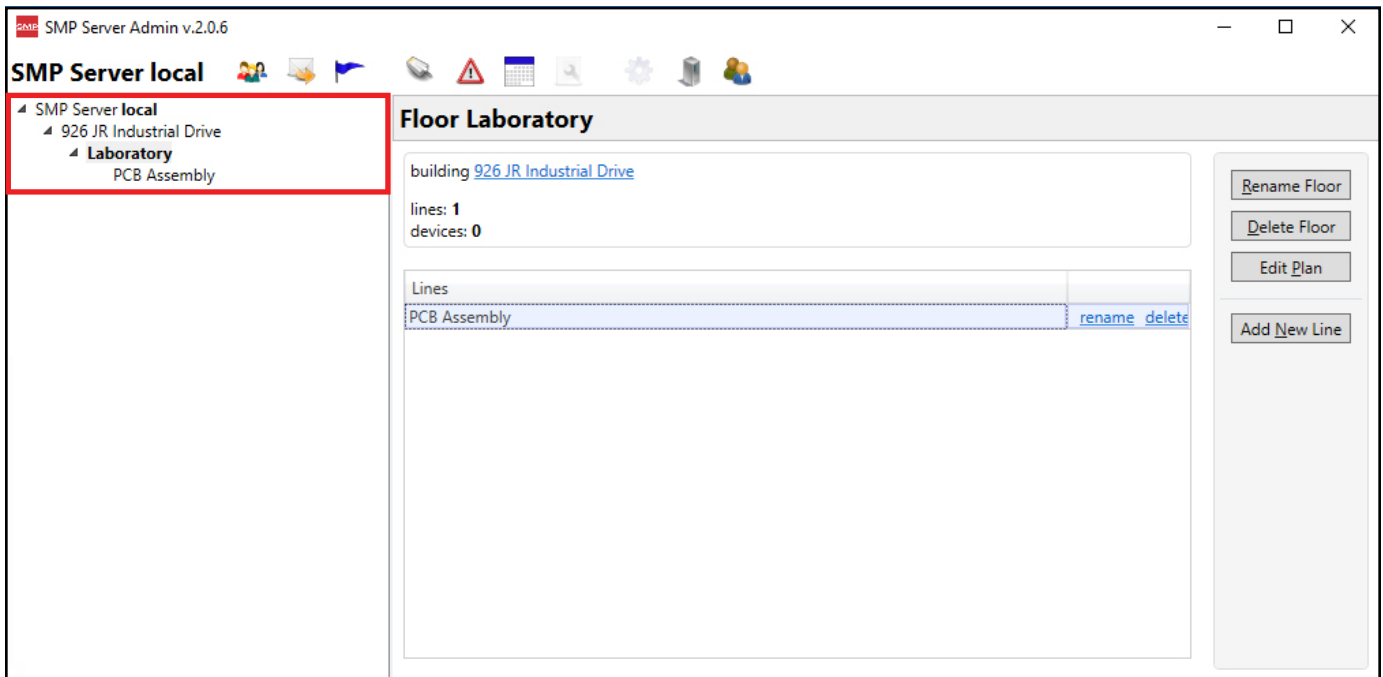 SMP SMP Server Admin v.2.0.6
SMP Server local
SMP Server local
926 JR Industrial Drive
Laboratory
PCB Assembly
Floor Laboratory
building 926 JR Industrial Drive
lines: 1
devices: 0
Lines
PCB Assembly rename delete
Rename Floor
Delete Floor
Edit Plan
Add New Line